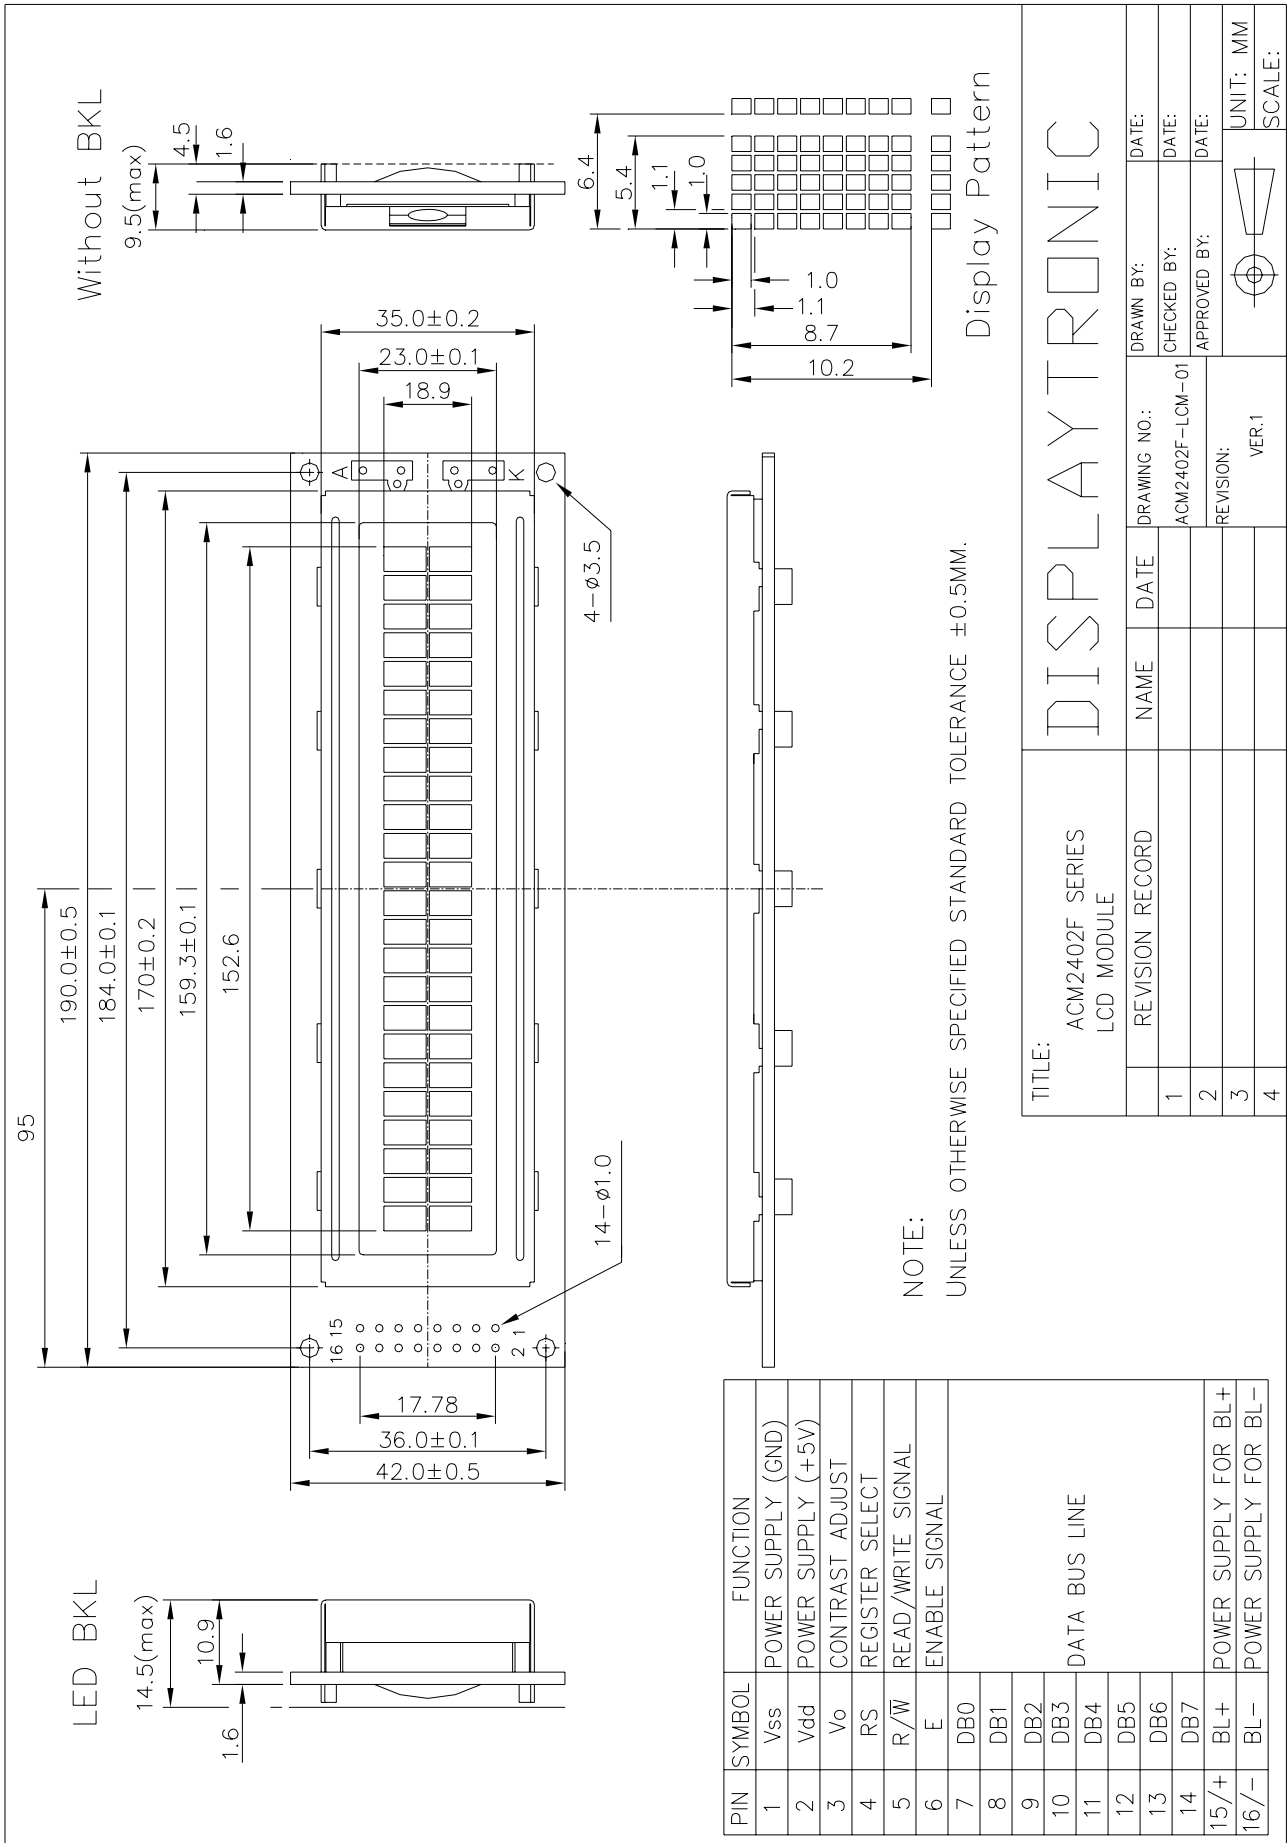 LED BKL
14.5(max)
10.9
1.6
95
190.0±0.5
184.0±0.1
170±0.2
159.3±0.1
152.6
17.78
36.0±0.1
42.0±0.5
16 15
2 1
14-ø1.0
A
K
4-ø3.5
35.0±0.2
23.0±0.1
18.9
Without BKL
9.5(max)
4.5
1.6
6.4
5.4
1.1
1.0
1.0
1.1
8.7
10.2
Display Pattern
NOTE:
UNLESS OTHERWISE SPECIFIED STANDARD TOLERANCE ±0.5MM.
PIN SYMBOL FUNCTION
1 Vss POWER SUPPLY (GND)
2 Vdd POWER SUPPLY (+5V)
3 Vo CONTRAST ADJUST
4 RS REGISTER SELECT
5 R/W̅ READ/WRITE SIGNAL
6 E ENABLE SIGNAL
7 DB0
8 DB1
9 DB2
10 DB3
DATA BUS LINE
11 DB4
12 DB5
13 DB6
14 DB7
15/+ BL+ POWER SUPPLY FOR BL+
16/- BL- POWER SUPPLY FOR BL-
TITLE:
ACM2402F SERIES
LCD MODULE
DISPLAYTRONIC
REVISION RECORD NAME DATE
1
2
3
4
DRAWING NO.:
ACM2402F-LCM-01
REVISION:
VER.1
DRAWN BY: DATE:
CHECKED BY: DATE:
APPROVED BY: DATE:
UNIT: MM
SCALE: